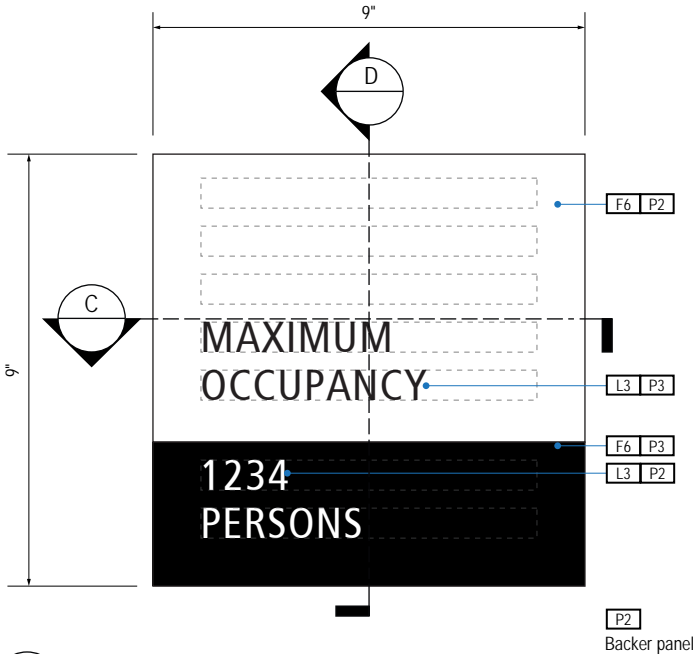 9"
D
F6 P2
C
9"
MAXIMUM
OCCUPANCY
L3 P3
F6 P3
1234
L3 P2
PERSONS
P2
Backer panel